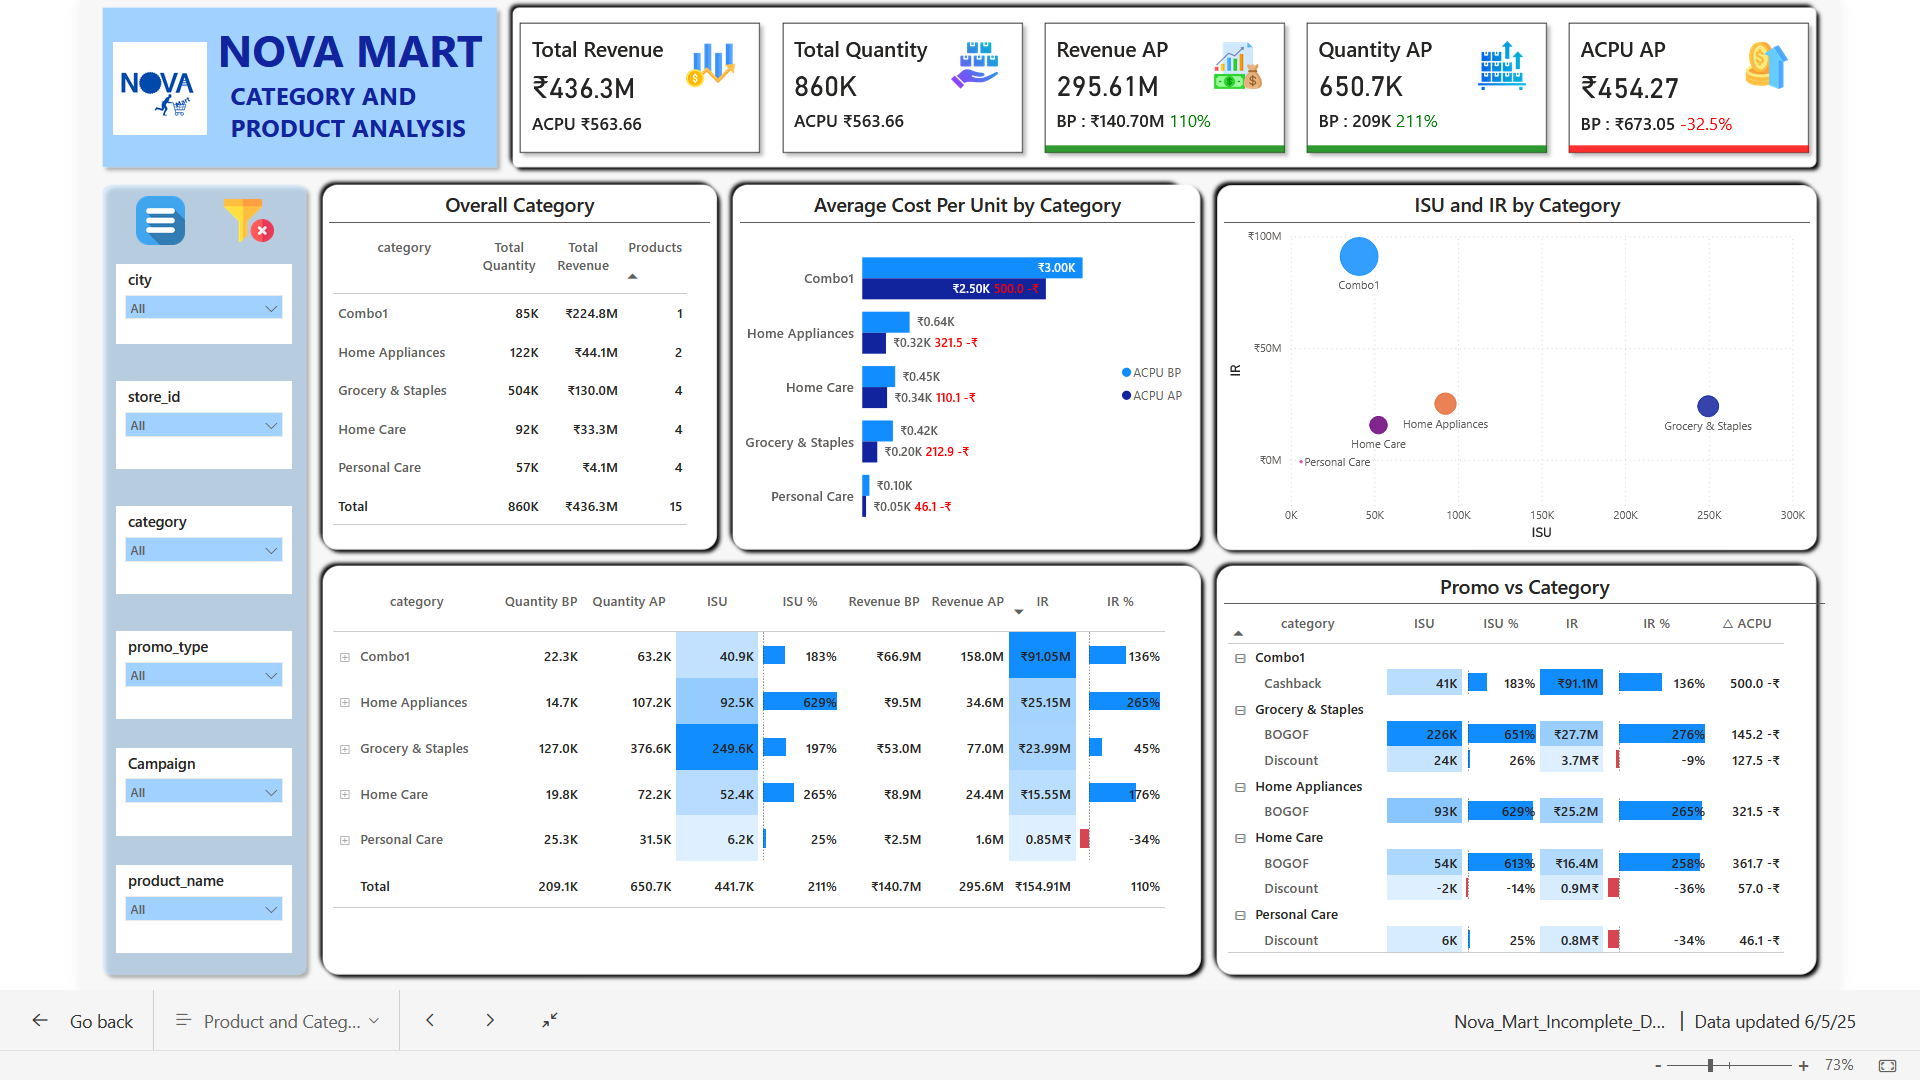 NOVA MART
NOVA
Mart
CATEGORY AND
PRODUCT ANALYSIS
Total Revenue
₹436.3M
ACPU ₹563.66
Total Quantity
860K
ACPU ₹563.66
Revenue AP
295.61M
BP : ₹140.70M 110%
Quantity AP
650.7K
BP : 209K 211%
ACPU AP
₹454.27
BP : ₹673.05 -32.5%
city
All
store_id
All
category
All
promo_type
All
Campaign
All
product_name
All
Overall Category
category Total Quantity Total Revenue Products
Combo1 85K ₹224.8M 1
Home Appliances 122K ₹44.1M 2
Grocery & Staples 504K ₹130.0M 4
Home Care 92K ₹33.3M 4
Personal Care 57K ₹4.1M 4
Total 860K ₹436.3M 15
Average Cost Per Unit by Category
Combo1 ₹3.00K
₹2.50K 500.0 -₹
Home Appliances ₹0.64K
₹0.32K 321.5 -₹
Home Care ₹0.45K
₹0.34K 110.1 -₹
Grocery & Staples ₹0.42K
₹0.20K 212.9 -₹
Personal Care ₹0.10K
₹0.05K 46.1 -₹
ACPU BP
ACPU AP
ISU and IR by Category
₹100M
₹50M
₹0M
IR
Combo1
Home Appliances
Home Care
Personal Care
Grocery & Staples
0K 50K 100K 150K 200K 250K 300K
ISU
category Quantity BP Quantity AP ISU ISU % Revenue BP Revenue AP IR IR %
Combo1 22.3K 63.2K 40.9K 183% ₹66.9M 158.0M ₹91.05M 136%
Home Appliances 14.7K 107.2K 92.5K 629% ₹9.5M 34.6M ₹25.15M 265%
Grocery & Staples 127.0K 376.6K 249.6K 197% ₹53.0M 77.0M ₹23.99M 45%
Home Care 19.8K 72.2K 52.4K 265% ₹8.9M 24.4M ₹15.55M 176%
Personal Care 25.3K 31.5K 6.2K 25% ₹2.5M 1.6M 0.85M₹ -34%
Total 209.1K 650.7K 441.7K 211% ₹140.7M 295.6M ₹154.91M 110%
Promo vs Category
category ISU ISU % IR IR % △ ACPU
Combo1
Cashback 41K 183% ₹91.1M 136% 500.0 -₹
Grocery & Staples
BOGOF 226K 651% ₹27.7M 276% 145.2 -₹
Discount 24K 26% 3.7M₹ -9% 127.5 -₹
Home Appliances
BOGOF 93K 629% ₹25.2M 265% 321.5 -₹
Home Care
BOGOF 54K 613% ₹16.4M 258% 361.7 -₹
Discount -2K -14% 0.9M₹ -36% 57.0 -₹
Personal Care
Discount 6K 25% 0.8M₹ -34% 46.1 -₹
Go back
Product and Categ...
Nova_Mart_Incomplete_D... | Data updated 6/5/25
- + 73%